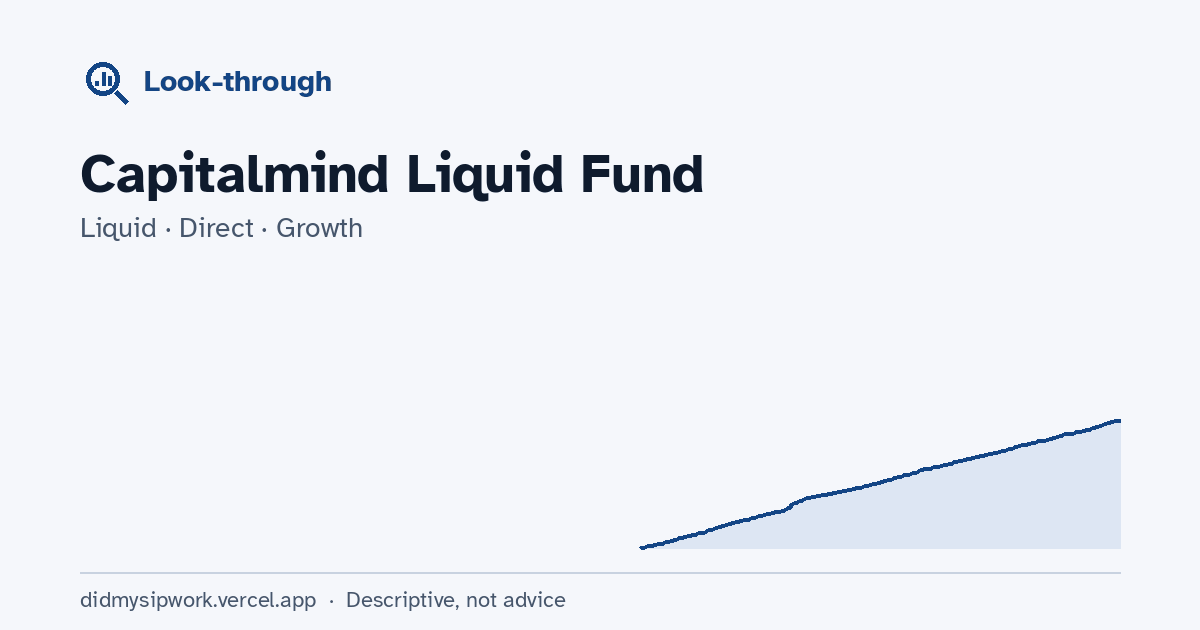 Look-through
Capitalmind Liquid Fund
Liquid · Direct · Growth
didmysipwork.vercel.app · Descriptive, not advice